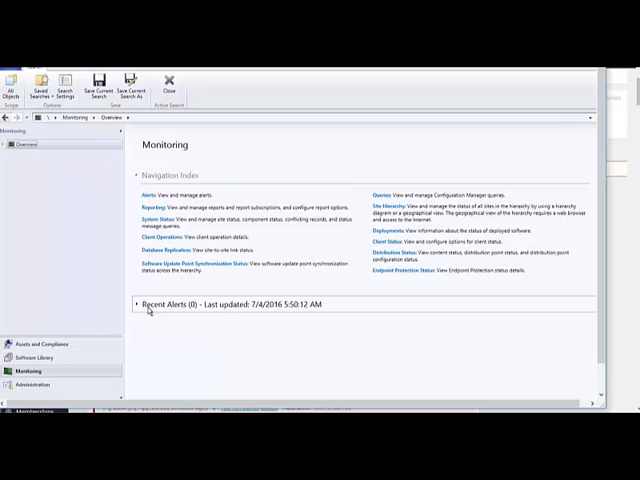 All Objects
Saved Searches
Search Settings
Save Current Search
Save Current Search As
Close
Scope
Options
Save
Active Search
\ Monitoring Overview
Monitoring
Overview
Monitoring
Navigation Index
Alerts: View and manage alerts.
Reporting: View and manage reports and report subscriptions, and configure report options.
System Status: View and manage site status, component status, conflicting records, and status
message queries.
Client Operations: View client operation details.
Database Replication: View site-to-site link status.
Software Update Point Synchronization Status: View software update point synchronization
status across the hierarchy.
Queries: View and manage Configuration Manager queries.
Site Hierarchy: View and manage the status of all sites in the hierarchy by using a hierarchy
diagram or a geographical view. The geographical view of the hierarchy requires a web browser
and access to the Internet.
Deployments: View information about the status of deployed software.
Client Status: View and configure options for client status.
Distribution Status: View content status, distribution point status, and distribution point
configuration status.
Endpoint Protection Status: View Endpoint Protection status details.
Recent Alerts (0) - Last updated: 7/4/2016 5:50:12 AM
Assets and Compliance
Software Library
Monitoring
Administration